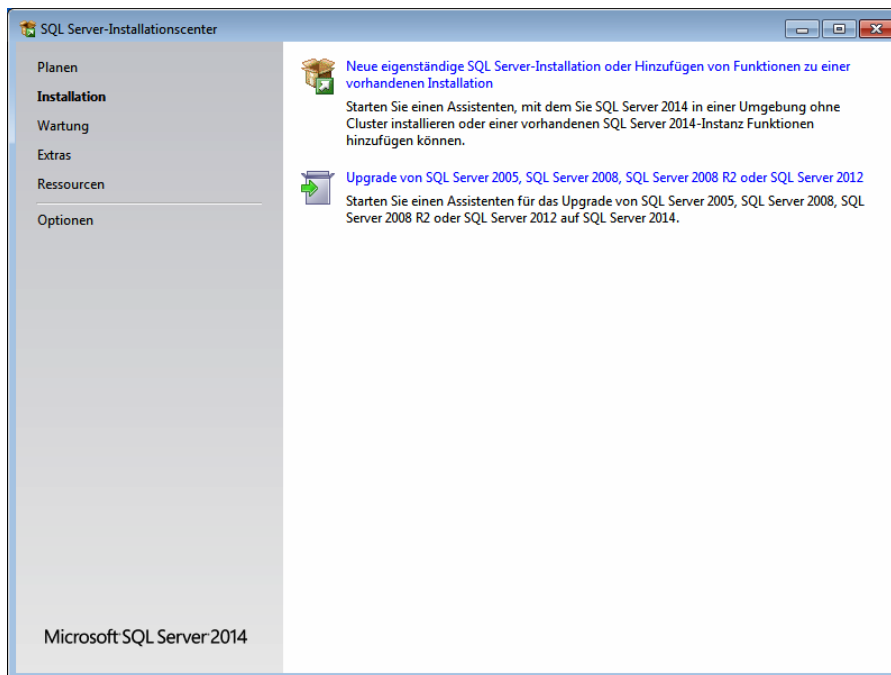 SQL Server-Installationscenter
Planen
Installation
Wartung
Extras
Ressourcen
Optionen
Neue eigenständige SQL Server-Installation oder Hinzufügen von Funktionen zu einer
vorhandenen Installation
Starten Sie einen Assistenten, mit dem Sie SQL Server 2014 in einer Umgebung ohne
Cluster installieren oder einer vorhandenen SQL Server 2014-Instanz Funktionen
hinzufügen können.
Upgrade von SQL Server 2005, SQL Server 2008, SQL Server 2008 R2 oder SQL Server 2012
Starten Sie einen Assistenten für das Upgrade von SQL Server 2005, SQL Server 2008, SQL
Server 2008 R2 oder SQL Server 2012 auf SQL Server 2014.
Microsoft SQL Server 2014